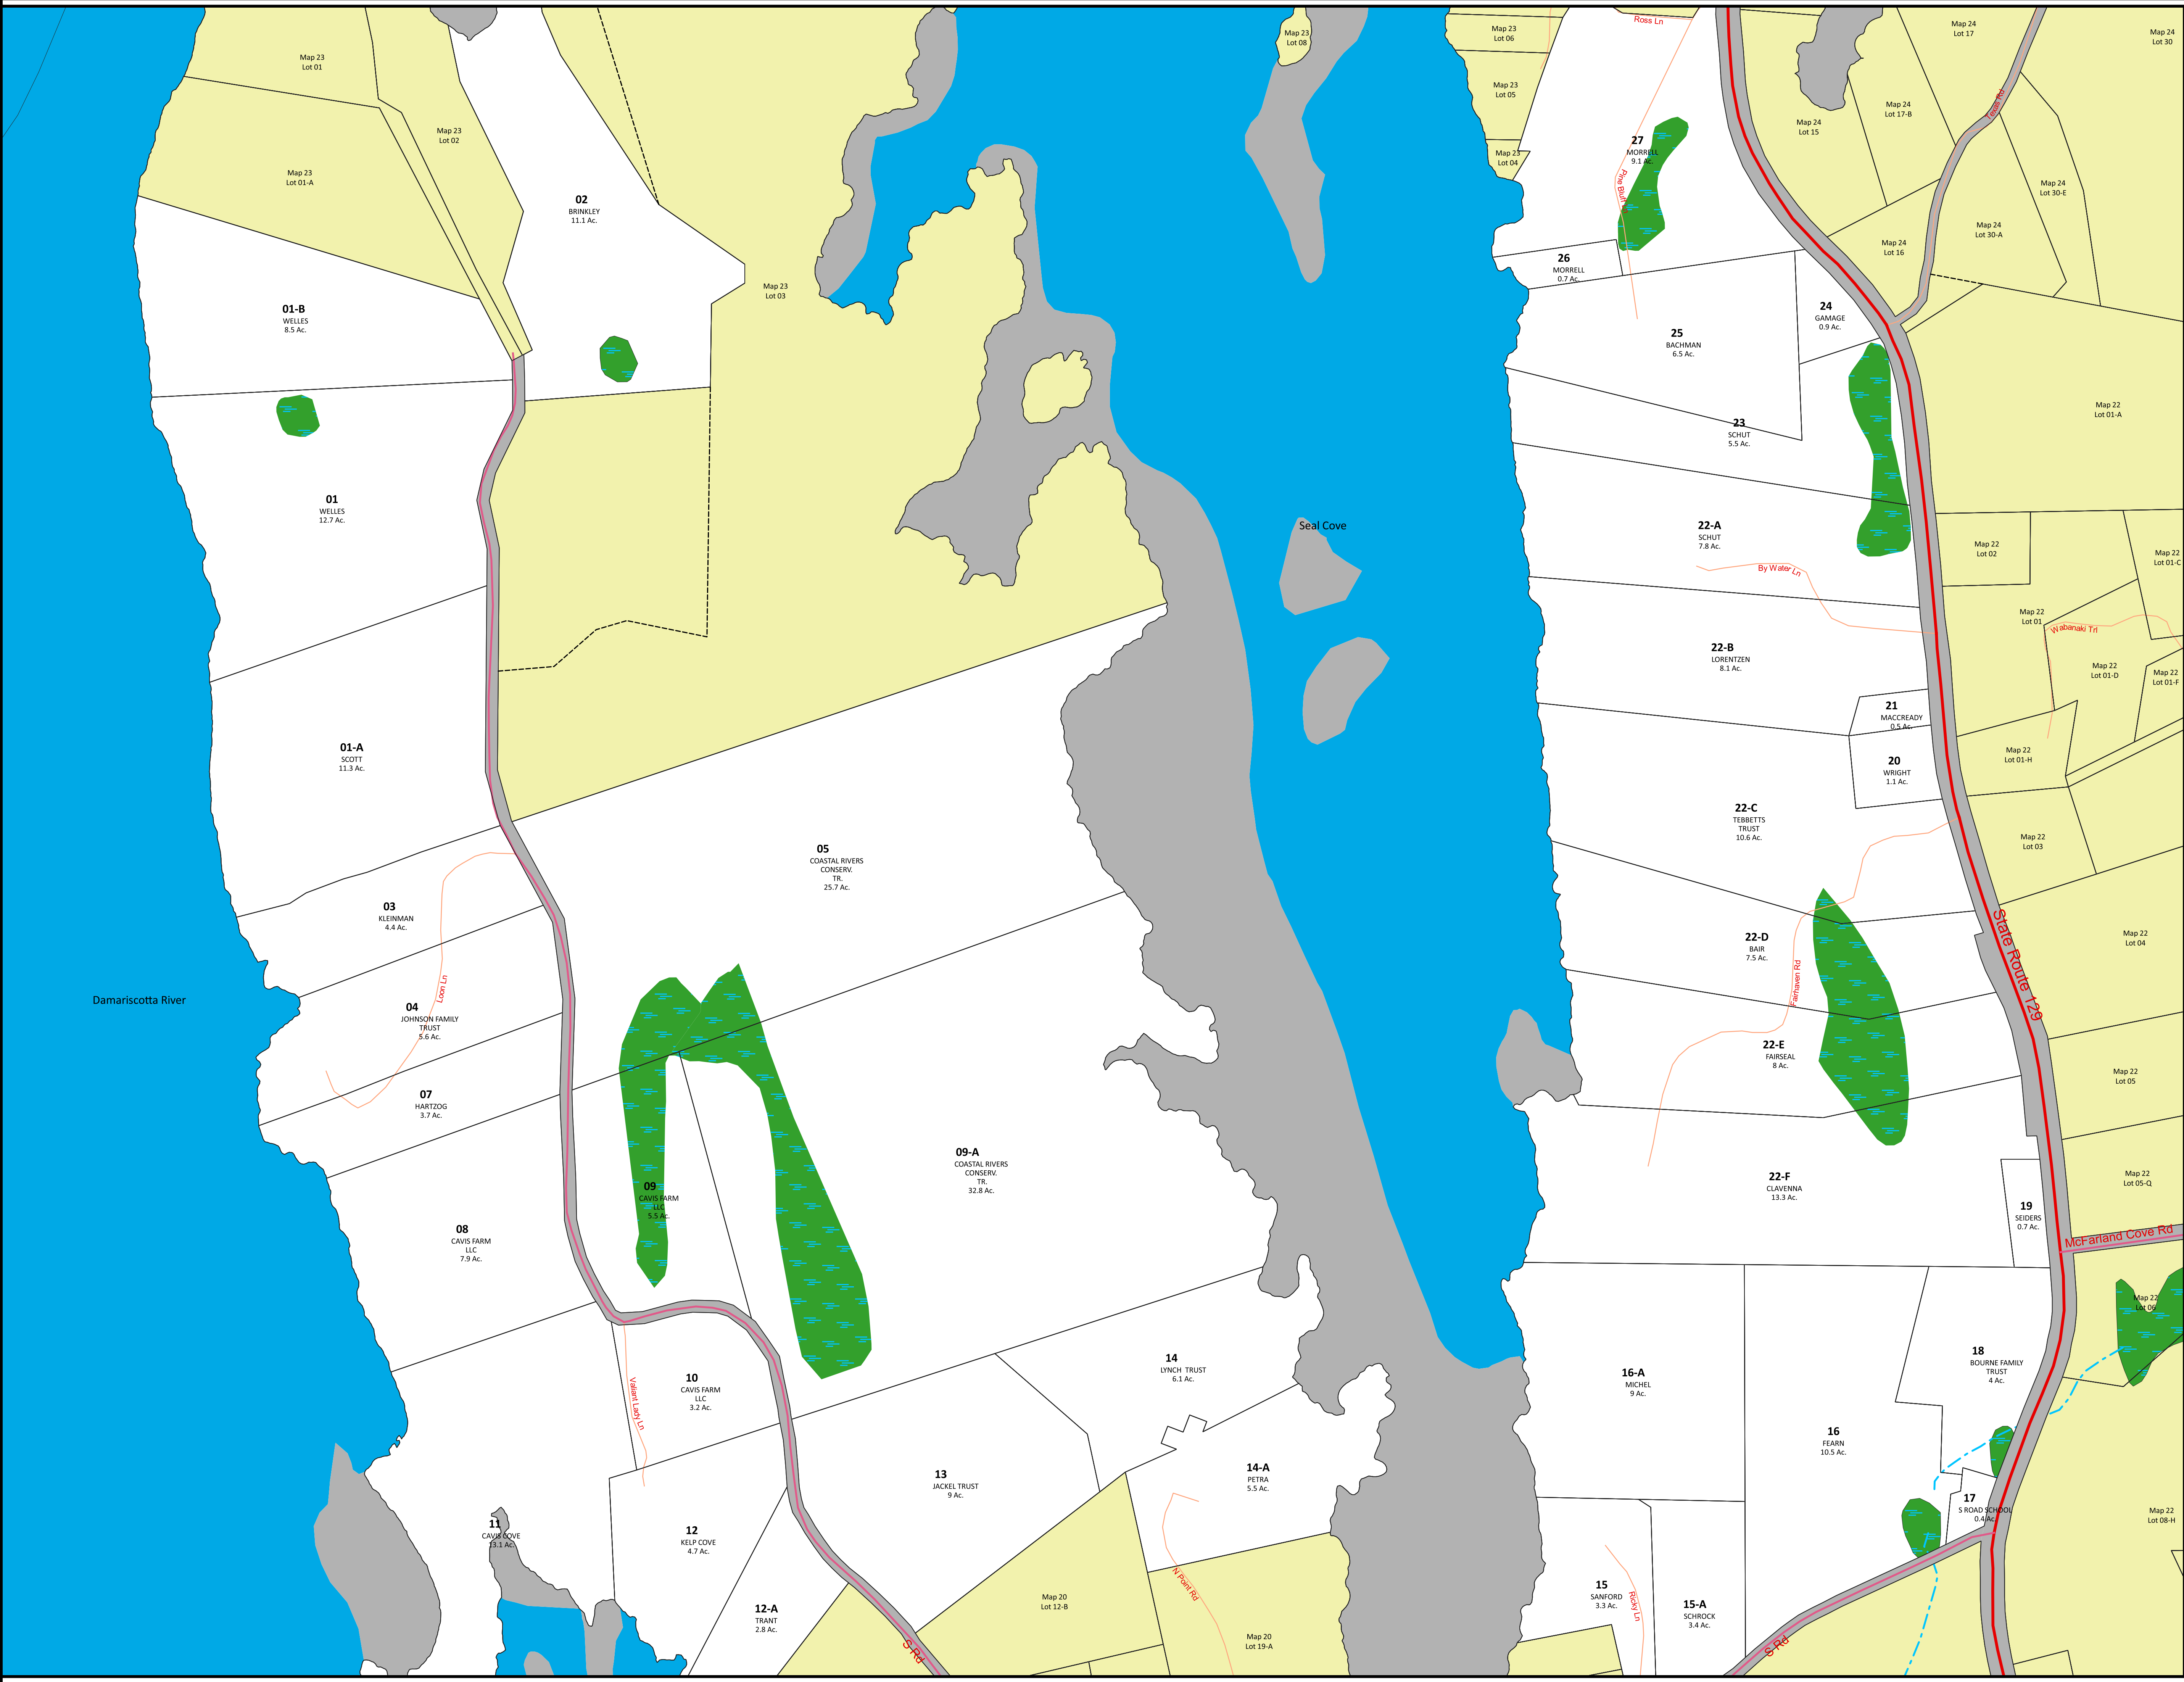 Map 23
Lot 01
Map 23
Lot 02
Map 23
Lot 01-A
02
BRINKLEY
11.1 Ac.
Map 23
Lot 03
01-B
WELLES
8.5 Ac.
01
WELLES
12.7 Ac.
01-A
SCOTT
11.3 Ac.
03
KLEINMAN
4.4 Ac.
Loon Ln
04
JOHNSON FAMILY
TRUST
5.6 Ac.
07
HARTZOG
3.7 Ac.
Damariscotta River
08
CAVIS FARM
LLC
7.9 Ac.
05
COASTAL RIVERS
CONSERV.
TR.
25.7 Ac.
09
CAVIS FARM
LLC
5.5 Ac.
09-A
COASTAL RIVERS
CONSERV.
TR.
32.8 Ac.
10
CAVIS FARM
LLC
3.2 Ac.
Valiant Lady Ln
11
CAVIS COVE
13.1 Ac.
12
KELP COVE
4.7 Ac.
12-A
TRANT
2.8 Ac.
13
JACKEL TRUST
9 Ac.
14
LYNCH TRUST
6.1 Ac.
14-A
PETRA
5.5 Ac.
N Point Rd
S Rd
Map 20
Lot 12-B
Map 20
Lot 19-A
Seal Cove
Map 23
Lot 08
Map 23
Lot 06
Map 23
Lot 05
Map 23
Lot 04
Ross Ln
27
MORRELL
9.1 Ac.
Pine Bluff Ln
26
MORRELL
0.7 Ac.
25
BACHMAN
6.5 Ac.
24
GAMAGE
0.9 Ac.
23
SCHUT
5.5 Ac.
22-A
SCHUT
7.8 Ac.
By Water Ln
22-B
LORENTZEN
8.1 Ac.
21
MACCREADY
0.5 Ac.
20
WRIGHT
1.1 Ac.
22-C
TEBBETTS
TRUST
10.6 Ac.
22-D
BAIR
7.5 Ac.
Fairhaven Rd
22-E
FAIRSEAL
8 Ac.
22-F
CLAVENNA
13.3 Ac.
19
SEIDERS
0.7 Ac.
State Route 129
McFarland Cove Rd
16-A
MICHEL
9 Ac.
18
BOURNE FAMILY
TRUST
4 Ac.
16
FEARN
10.5 Ac.
17
S ROAD SCHOOL
0.4 Ac.
15
SANFORD
3.3 Ac.
Rocky Ln
15-A
SCHROCK
3.4 Ac.
S Rd
Map 24
Lot 17
Map 24
Lot 30
Map 24
Lot 17-B
Map 24
Lot 15
Texas Rd
Map 24
Lot 30-E
Map 24
Lot 30-A
Map 24
Lot 16
Map 22
Lot 01-A
Map 22
Lot 02
Map 22
Lot 01-C
Map 22
Lot 01
Wabanaki Trl
Map 22
Lot 01-D
Map 22
Lot 01-F
Map 22
Lot 01-H
Map 22
Lot 03
Map 22
Lot 04
Map 22
Lot 05
Map 22
Lot 05-Q
Map 22
Lot 06
Map 22
Lot 08-H